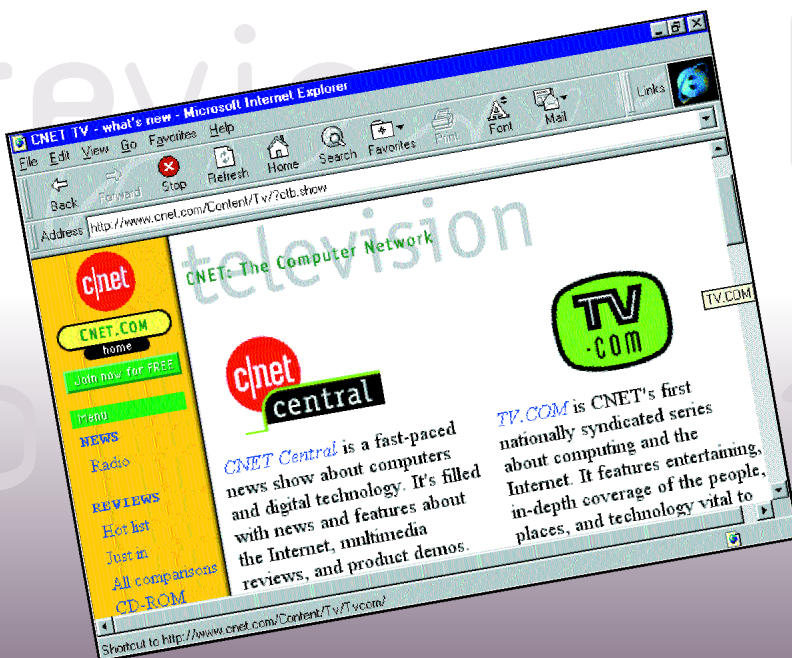 CNET TV - what's new - Microsoft Internet Explorer
File Edit View Go Favorites Help
Back Forward Stop Refresh Home Search Favorites Print Font Mail Links
Address http://www.cnet.com/Content/Tv/?ctb.show
c|net
CNET.COM
home
Join now for FREE
Menu
NEWS
Radio
REVIEWS
Hot list
Just in
All comparisons
CD-ROM
television
CNET: The Computer Network
c|net
central
CNET Central is a fast-paced
news show about computers
and digital technology. It's filled
with news and features about
the Internet, multimedia
reviews, and product demos.
TV
.com
TV.COM
TV.COM is CNET's first
nationally syndicated series
about computing and the
Internet. It features entertaining,
in-depth coverage of the people,
places, and technology vital to
Shortcut to http://www.cnet.com/Content/Tv/Tvcom/